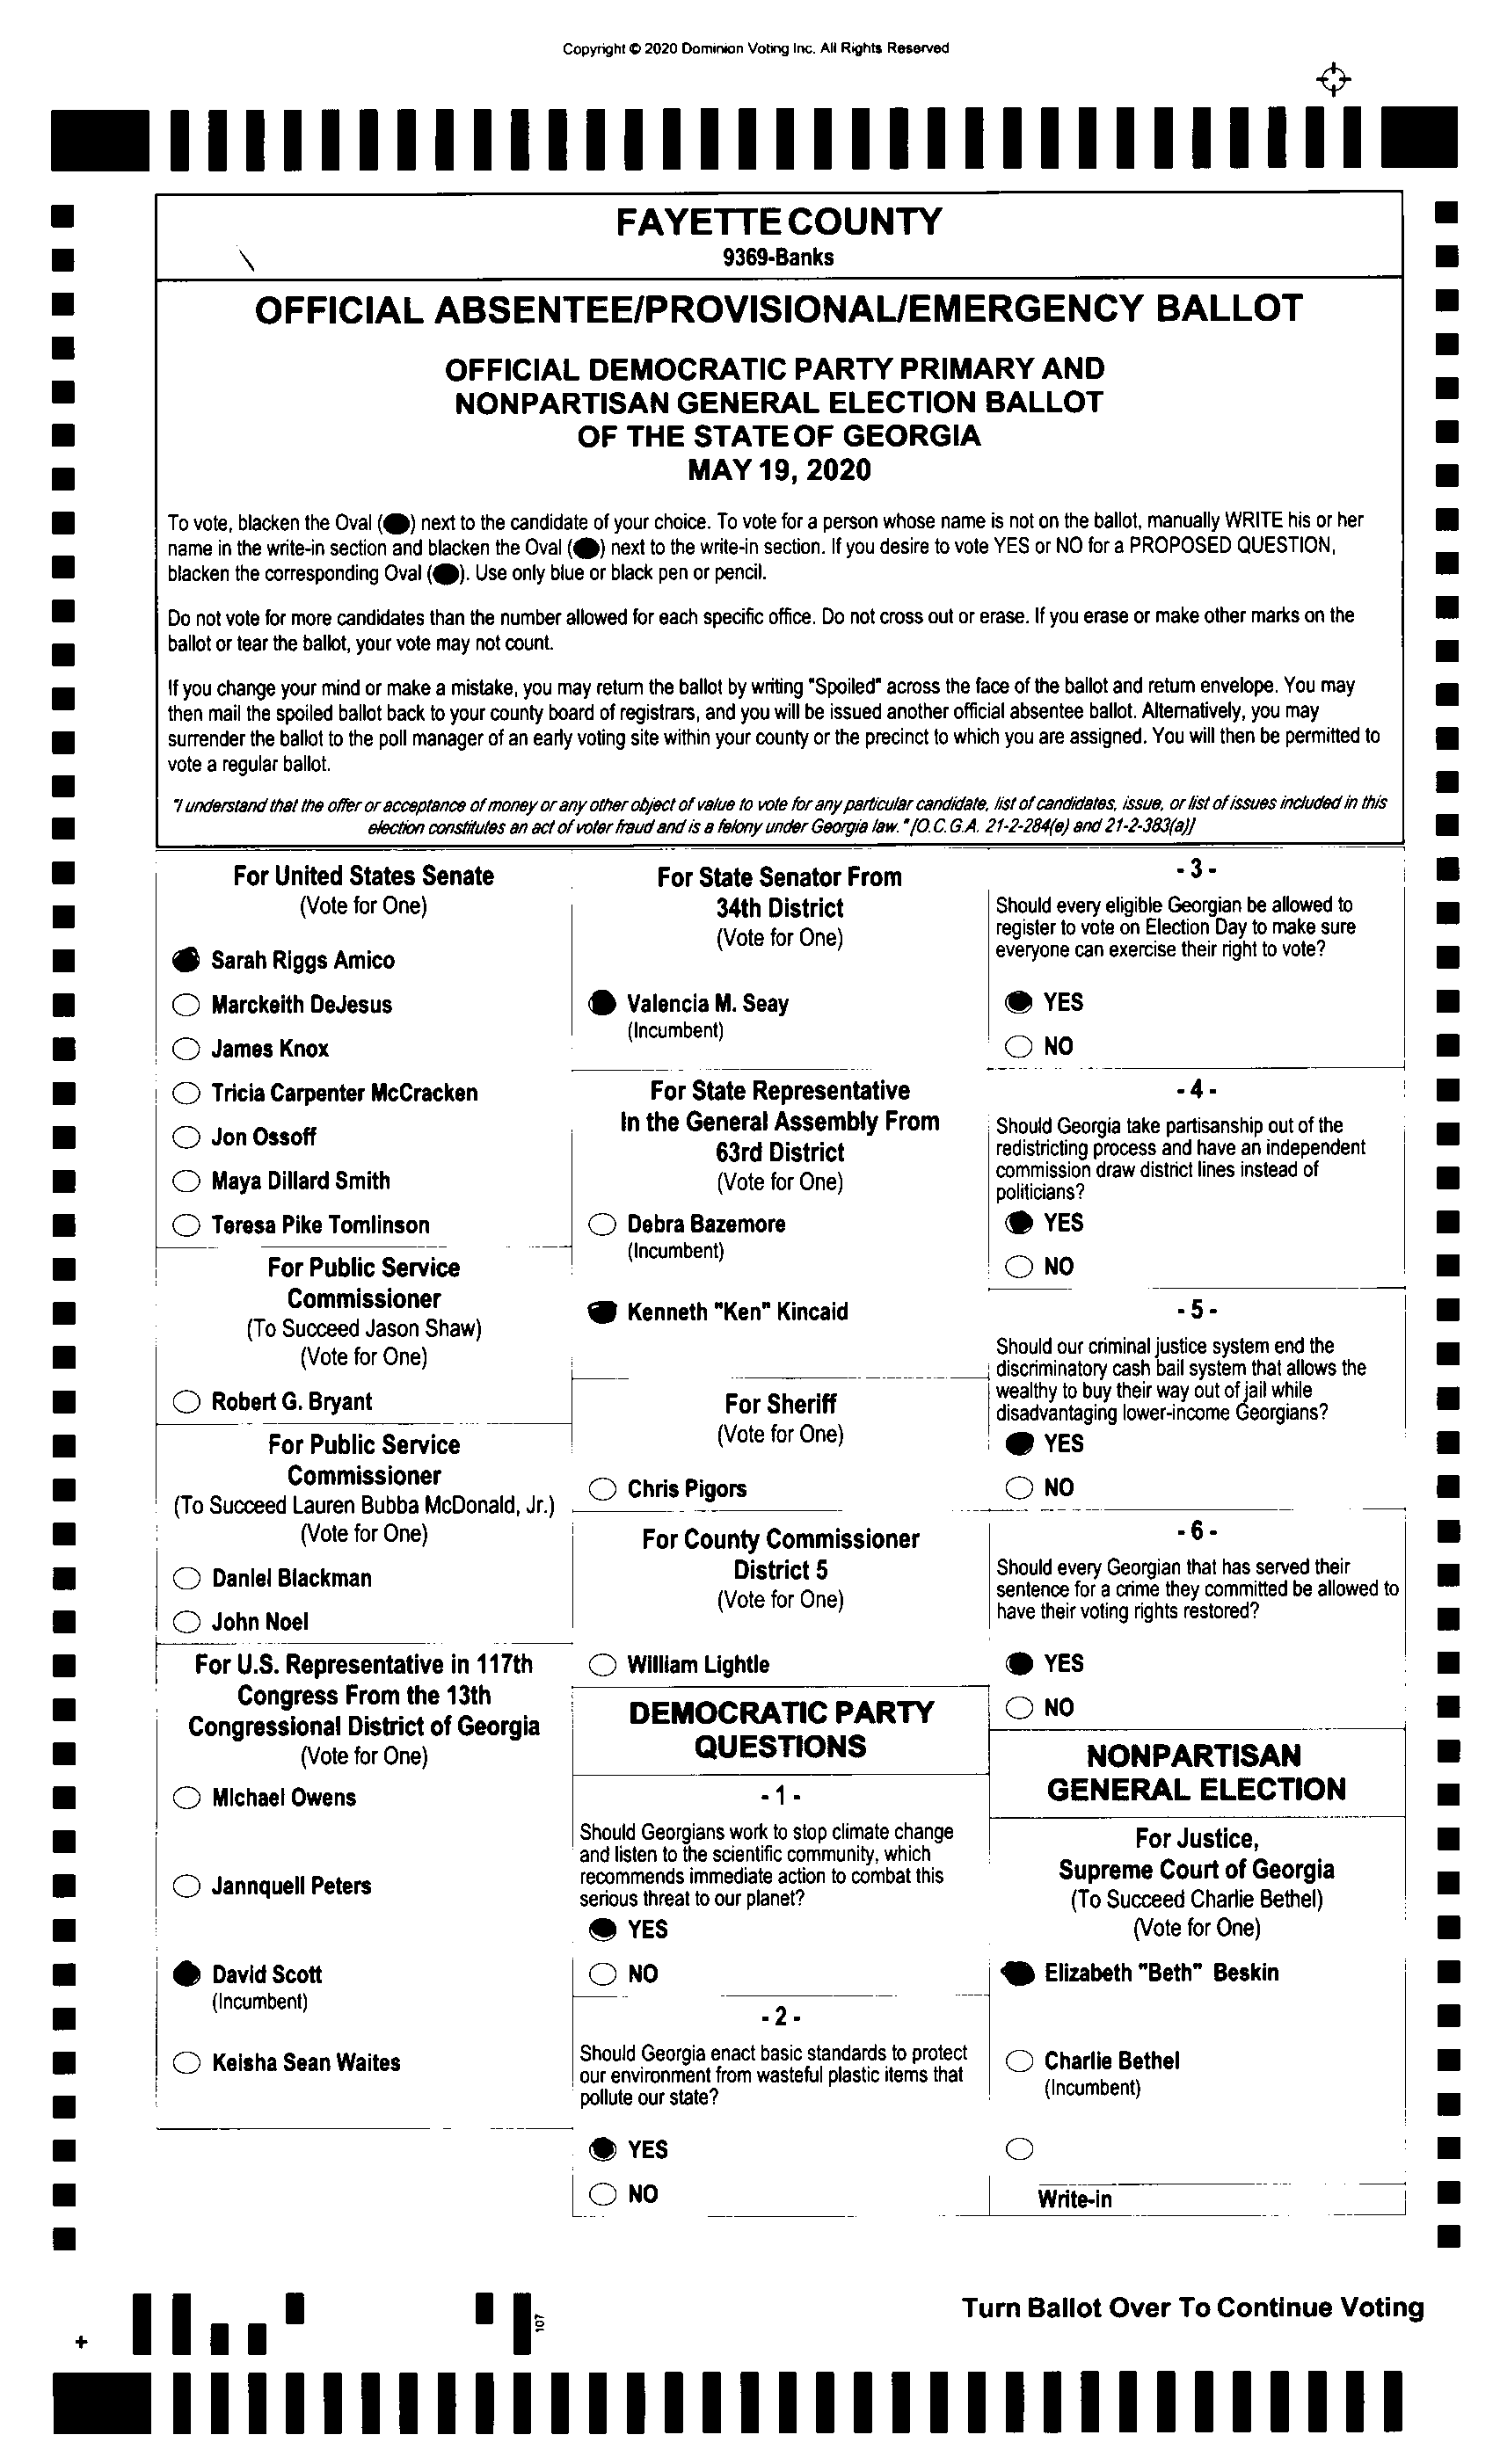 Copyright © 2020 Dominion Voting Inc. All Rights Reserved
FAYETTE COUNTY
9369-Banks
OFFICIAL ABSENTEE/PROVISIONAL/EMERGENCY BALLOT
OFFICIAL DEMOCRATIC PARTY PRIMARY AND
NONPARTISAN GENERAL ELECTION BALLOT
OF THE STATE OF GEORGIA
MAY 19, 2020
To vote, blacken the Oval (⬬) next to the candidate of your choice. To vote for a person whose name is not on the ballot, manually WRITE his or her
name in the write-in section and blacken the Oval (⬬) next to the write-in section. If you desire to vote YES or NO for a PROPOSED QUESTION,
blacken the corresponding Oval (⬬). Use only blue or black pen or pencil.
Do not vote for more candidates than the number allowed for each specific office. Do not cross out or erase. If you erase or make other marks on the
ballot or tear the ballot, your vote may not count.
If you change your mind or make a mistake, you may return the ballot by writing "Spoiled" across the face of the ballot and return envelope. You may
then mail the spoiled ballot back to your county board of registrars, and you will be issued another official absentee ballot. Alternatively, you may
surrender the ballot to the poll manager of an early voting site within your county or the precinct to which you are assigned. You will then be permitted to
vote a regular ballot.
"I understand that the offer or acceptance of money or any other object of value to vote for any particular candidate, list of candidates, issue, or list of issues included in this
election constitutes an act of voter fraud and is a felony under Georgia law." [O.C.G.A. 21-2-284(e) and 21-2-383(a)]
For United States Senate
(Vote for One)
Sarah Riggs Amico
Marckeith DeJesus
James Knox
Tricia Carpenter McCracken
Jon Ossoff
Maya Dillard Smith
Teresa Pike Tomlinson
For Public Service
Commissioner
(To Succeed Jason Shaw)
(Vote for One)
Robert G. Bryant
For Public Service
Commissioner
(To Succeed Lauren Bubba McDonald, Jr.)
(Vote for One)
Daniel Blackman
John Noel
For U.S. Representative in 117th
Congress From the 13th
Congressional District of Georgia
(Vote for One)
Michael Owens
Jannquell Peters
David Scott
(Incumbent)
Keisha Sean Waites
For State Senator From
34th District
(Vote for One)
Valencia M. Seay
(Incumbent)
For State Representative
In the General Assembly From
63rd District
(Vote for One)
Debra Bazemore
(Incumbent)
Kenneth "Ken" Kincaid
For Sheriff
(Vote for One)
Chris Pigors
For County Commissioner
District 5
(Vote for One)
William Lightle
DEMOCRATIC PARTY
QUESTIONS
- 1 -
Should Georgians work to stop climate change
and listen to the scientific community, which
recommends immediate action to combat this
serious threat to our planet?
YES
NO
- 2 -
Should Georgia enact basic standards to protect
our environment from wasteful plastic items that
pollute our state?
YES
NO
- 3 -
Should every eligible Georgian be allowed to
register to vote on Election Day to make sure
everyone can exercise their right to vote?
YES
NO
- 4 -
Should Georgia take partisanship out of the
redistricting process and have an independent
commission draw district lines instead of
politicians?
YES
NO
- 5 -
Should our criminal justice system end the
discriminatory cash bail system that allows the
wealthy to buy their way out of jail while
disadvantaging lower-income Georgians?
YES
NO
- 6 -
Should every Georgian that has served their
sentence for a crime they committed be allowed to
have their voting rights restored?
YES
NO
NONPARTISAN
GENERAL ELECTION
For Justice,
Supreme Court of Georgia
(To Succeed Charlie Bethel)
(Vote for One)
Elizabeth "Beth" Beskin
Charlie Bethel
(Incumbent)
Write-in
Turn Ballot Over To Continue Voting
107